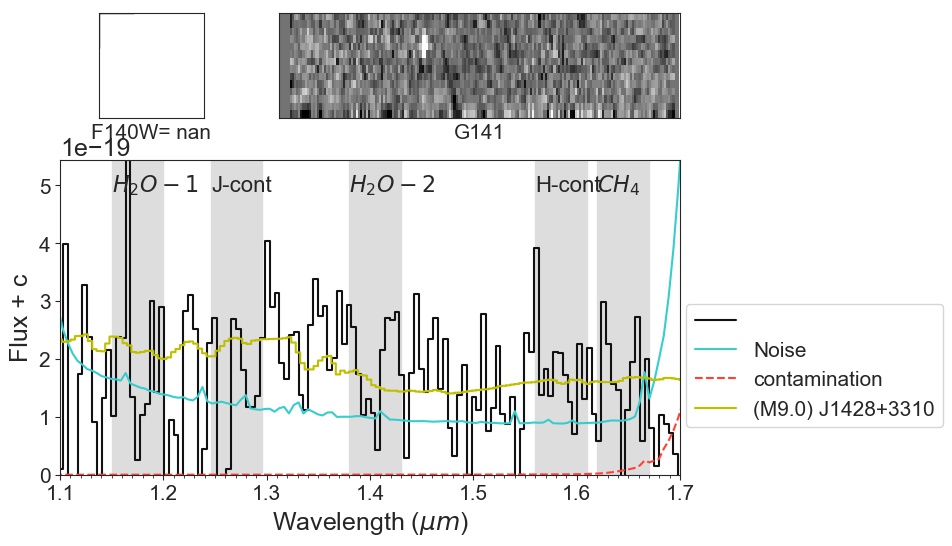 F140W= nan
G141
1e−19
H₂O − 1
J-cont
H₂O − 2
H-cont
CH₄
5
4
3
2
1
0
Flux + c
1.1 1.2 1.3 1.4 1.5 1.6 1.7
Wavelength (μm)
Noise
contamination
(M9.0) J1428+3310